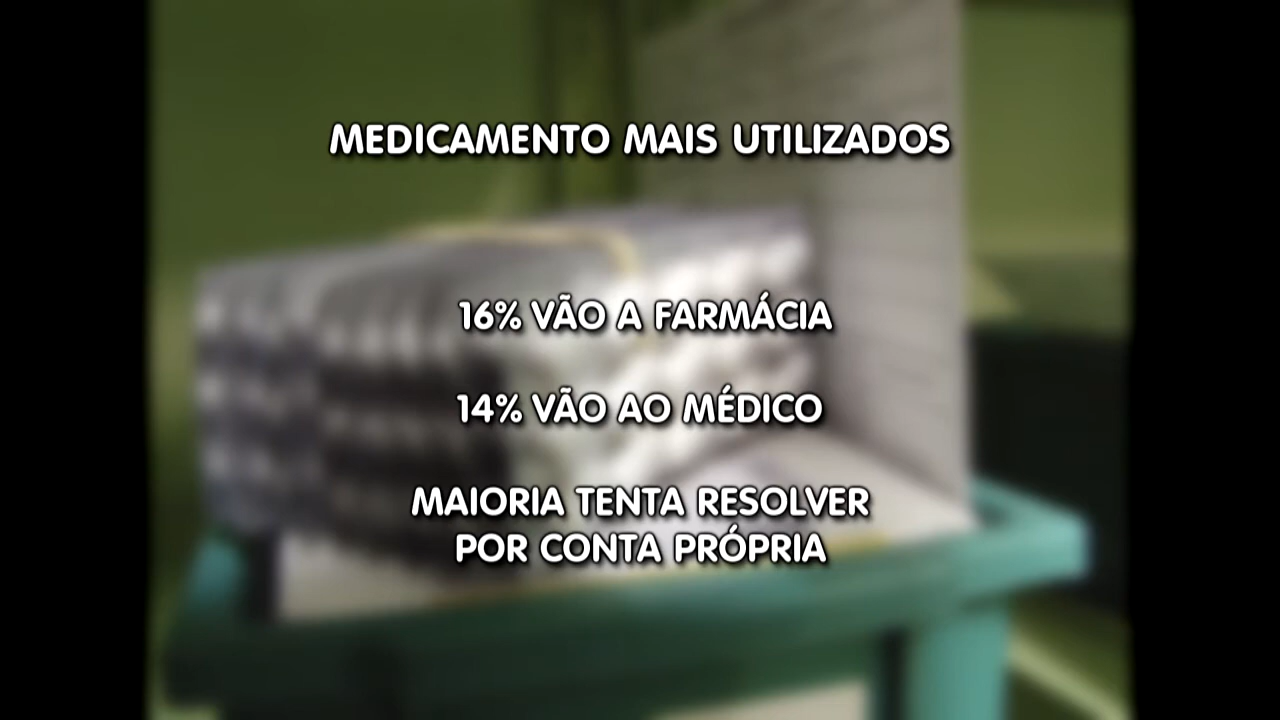 MEDICAMENTO MAIS UTILIZADOS
16% VÃO A FARMÁCIA
14% VÃO AO MÉDICO
MAIORIA TENTA RESOLVER
POR CONTA PRÓPRIA